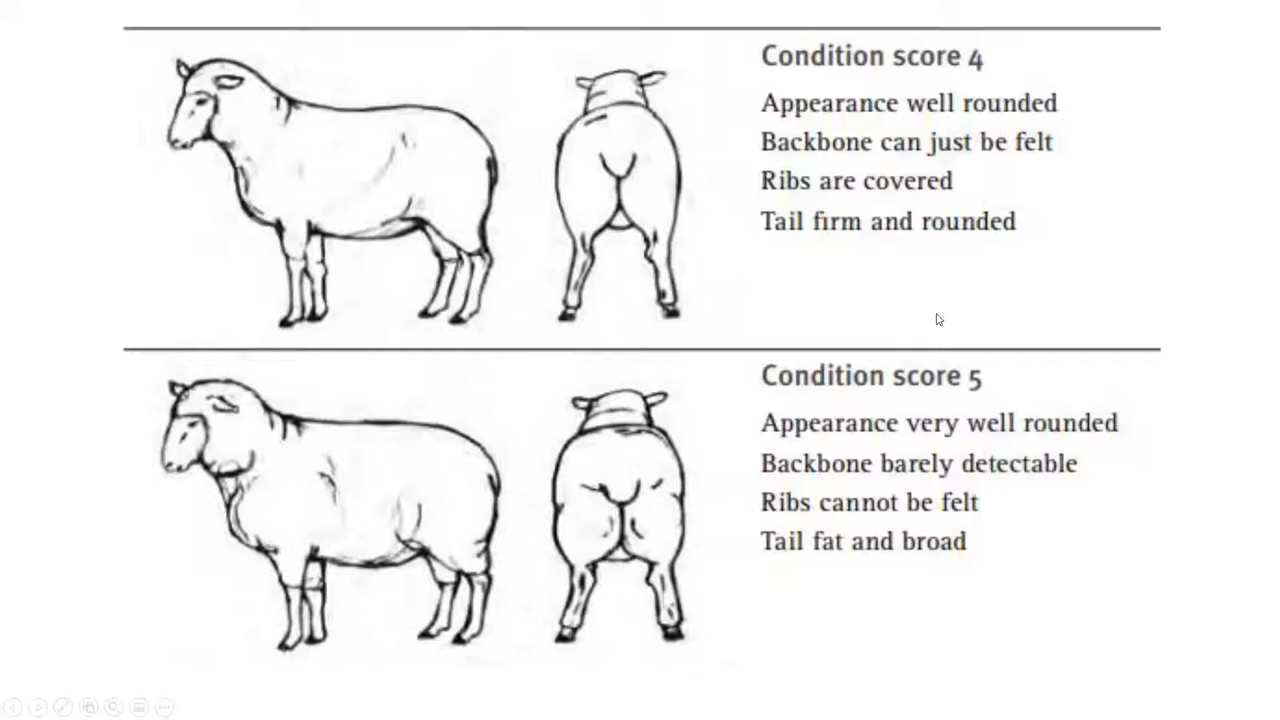 Condition score 4
Appearance well rounded
Backbone can just be felt
Ribs are covered
Tail firm and rounded
Condition score 5
Appearance very well rounded
Backbone barely detectable
Ribs cannot be felt
Tail fat and broad